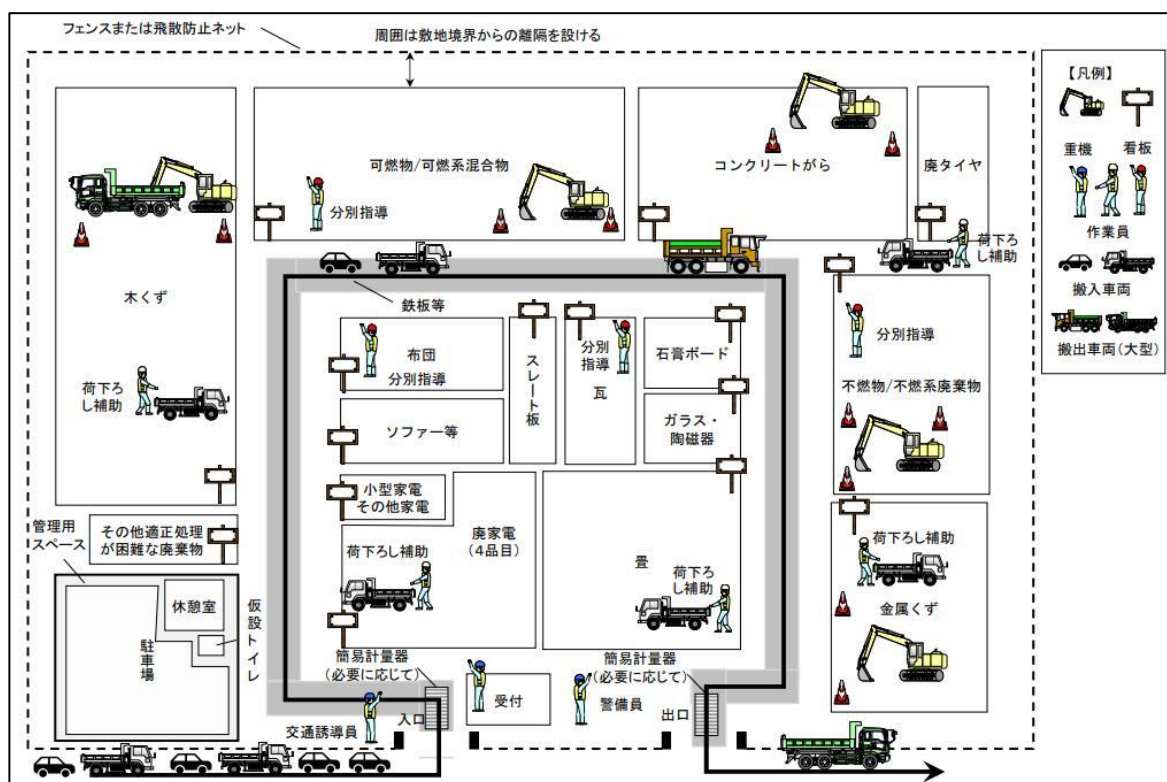 フェンスまたは飛散防止ネット
周囲は敷地境界からの離隔を設ける
【凡例】
重機
看板
作業員
搬入車両
搬出車両(大型)
可燃物/可燃系混合物
分別指導
コンクリートがら
廃タイヤ
荷下ろ
し補助
木くず
鉄板等
布団
分別指導
スレート板
分別
指導
瓦
石膏ボード
分別指導
荷下ろ
し補助
ソファー等
ガラス・
陶磁器
不燃物/不燃系廃棄物
小型家電
その他家電
廃家電
(4品目)
管理用
スペース
その他適正処理
が困難な廃棄物
荷下ろし補助
畳
荷下ろ
し補助
荷下ろし補助
金属くず
休憩室
仮設トイレ
駐車場
簡易計量器
(必要に応じて)
簡易計量器
(必要に応じて)
受付
警備員
交通誘導員
入口
出口